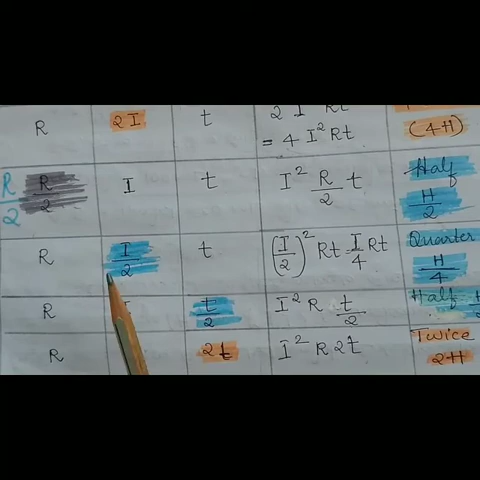 R 2I t 2 I Rt
= 4 I² Rt (4H)
R/2 R/2 I t I² R/2 t Half H/2
R I/2 t (I/2)² Rt I/4 Rt Quarter H/4
R I t/2 I² R t/2 Half
R 2t I² R 2t Twice 2H